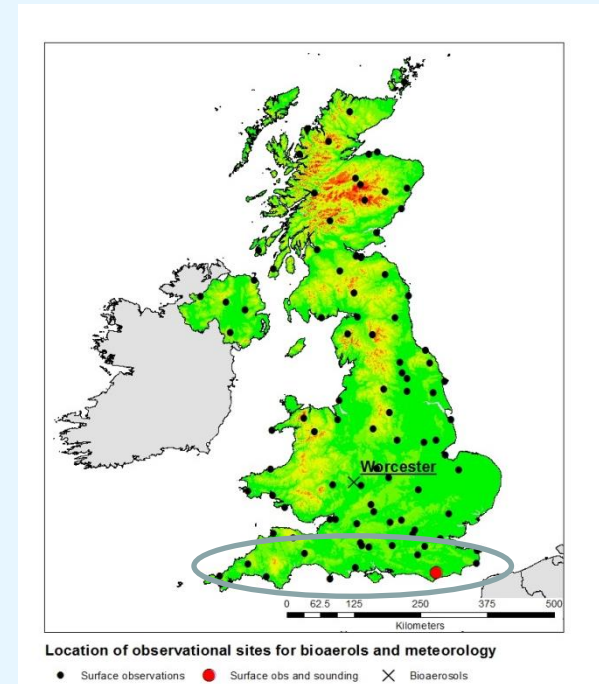 Worcester
0 62.5 125 250 375 500
Kilometers
Location of observational sites for bioaerols and meteorology
Surface observations Surface obs and sounding Bioaerosols